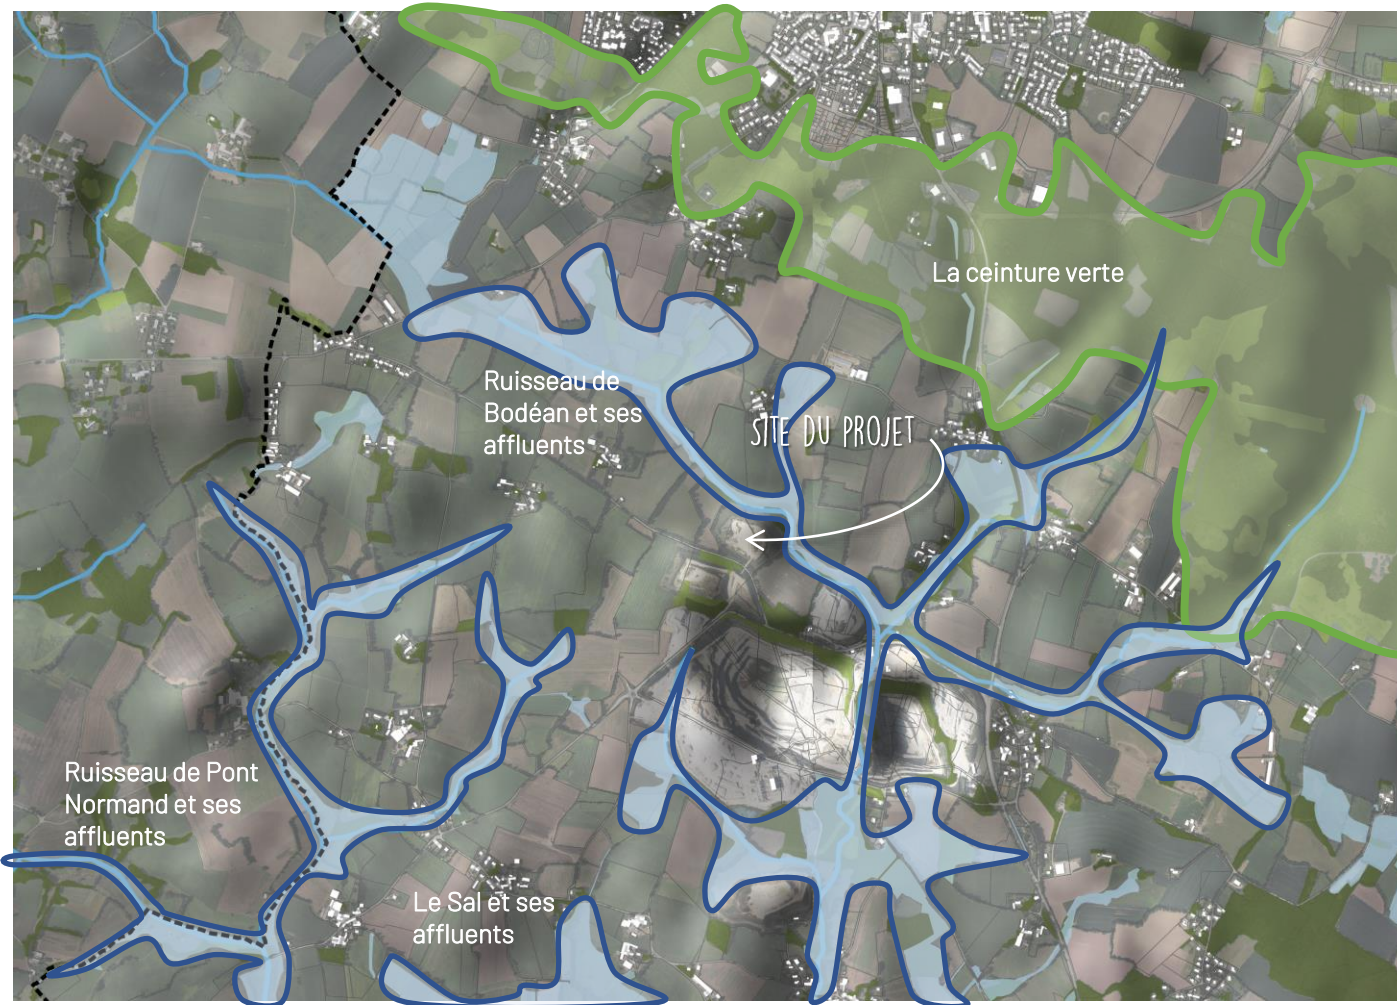 La ceinture verte
Ruisseau de
Bodéan et ses
affluents
SITE DU PROJET
Ruisseau de Pont
Normand et ses
affluents
Le Sal et ses
affluents